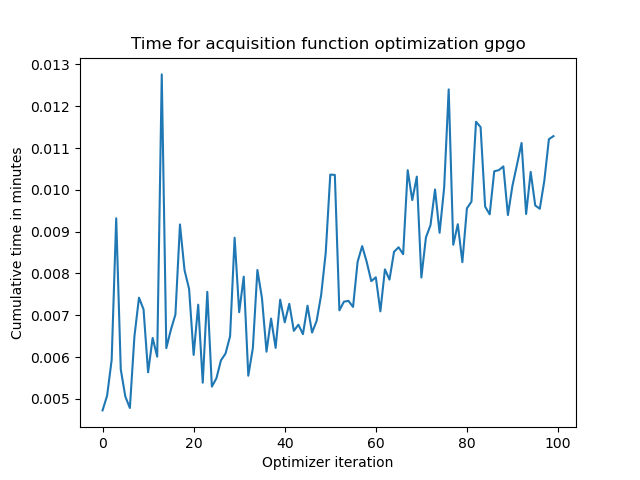 Time for acquisition function optimization gpgo
0.013
0.012
0.011
0.010
0.009
0.008
0.007
0.006
0.005
Cumulative time in minutes
0 20 40 60 80 100
Optimizer iteration